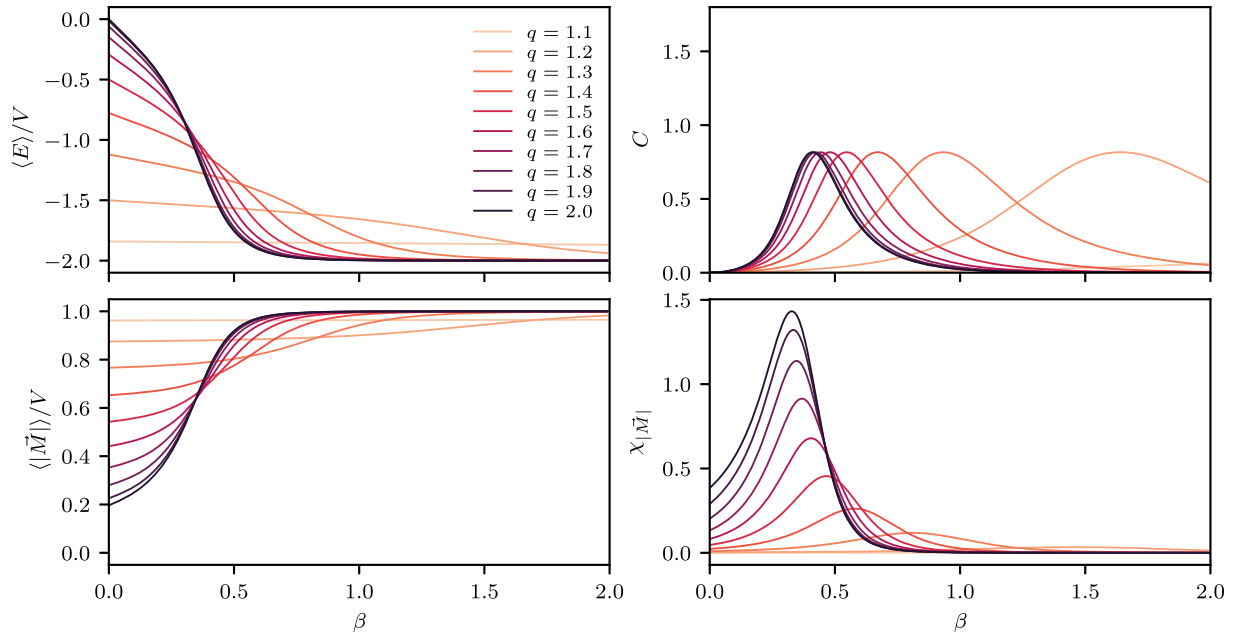 ⟨E⟩/V
0.0
−0.5
−1.0
−1.5
−2.0
q = 1.1
q = 1.2
q = 1.3
q = 1.4
q = 1.5
q = 1.6
q = 1.7
q = 1.8
q = 1.9
q = 2.0
C
1.5
1.0
0.5
0.0
⟨|M⃗|⟩/V
1.0
0.8
0.6
0.4
0.2
0.0
0.0 0.5 1.0 1.5 2.0
β
χ|M⃗|
1.5
1.0
0.5
0.0
0.0 0.5 1.0 1.5 2.0
β